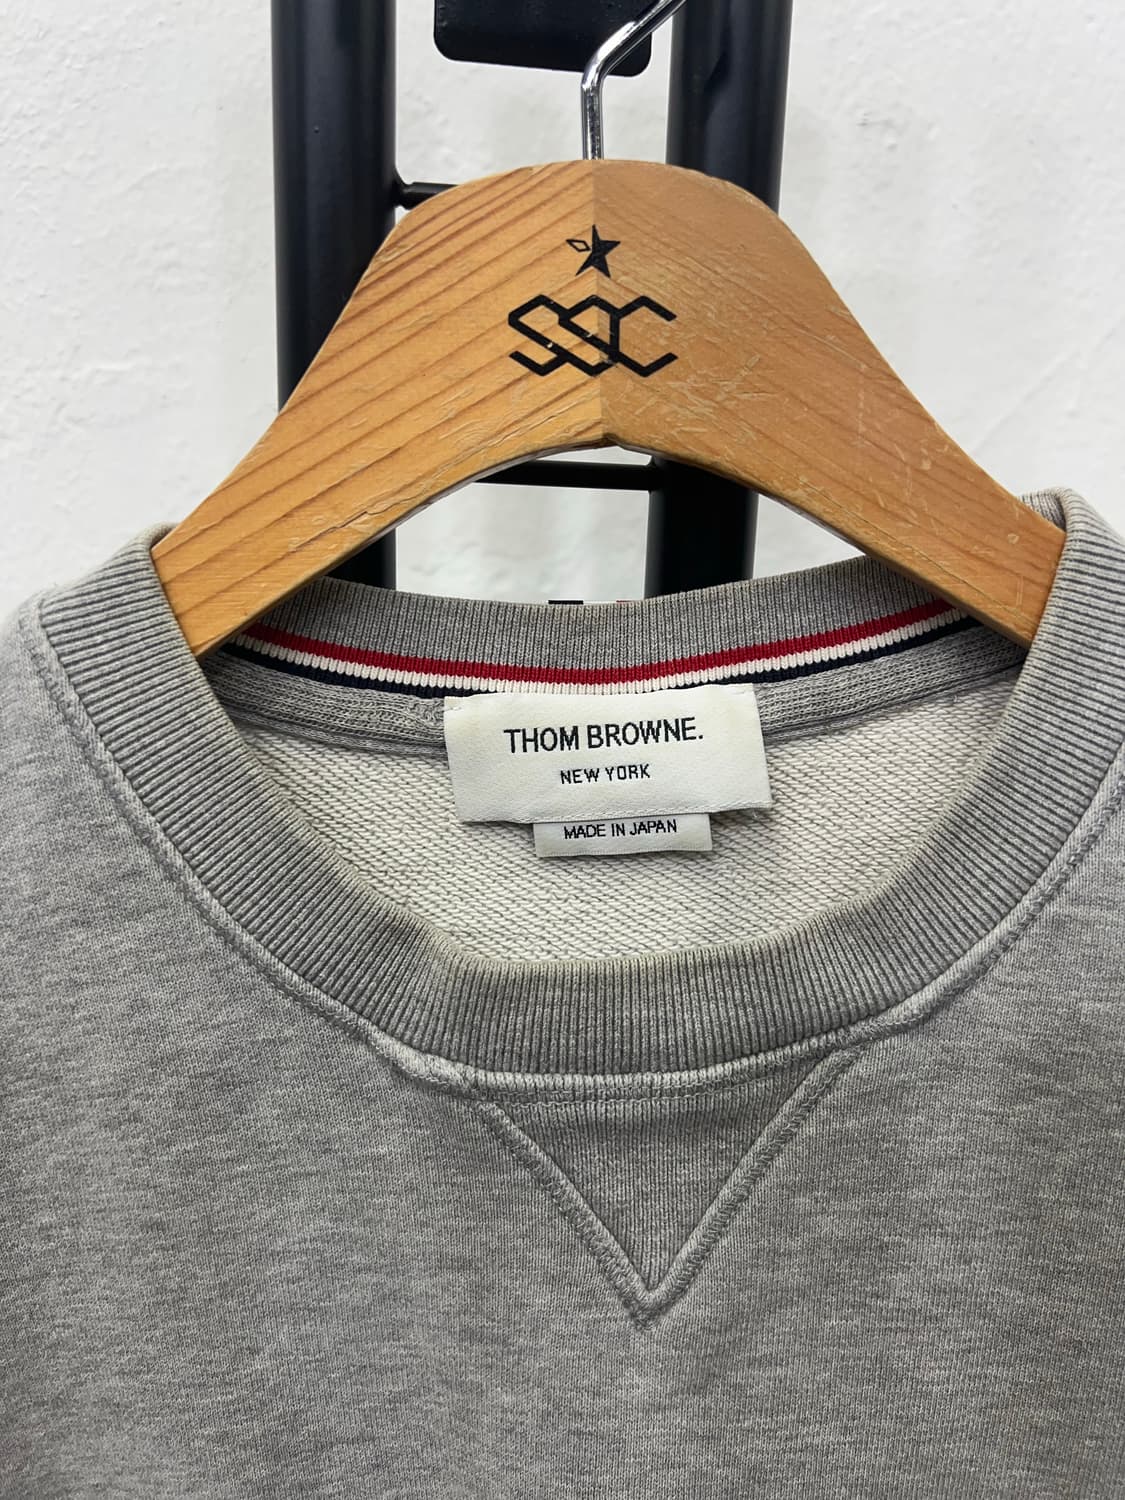 SSC
THOM BROWNE.
NEW YORK
MADE IN JAPAN